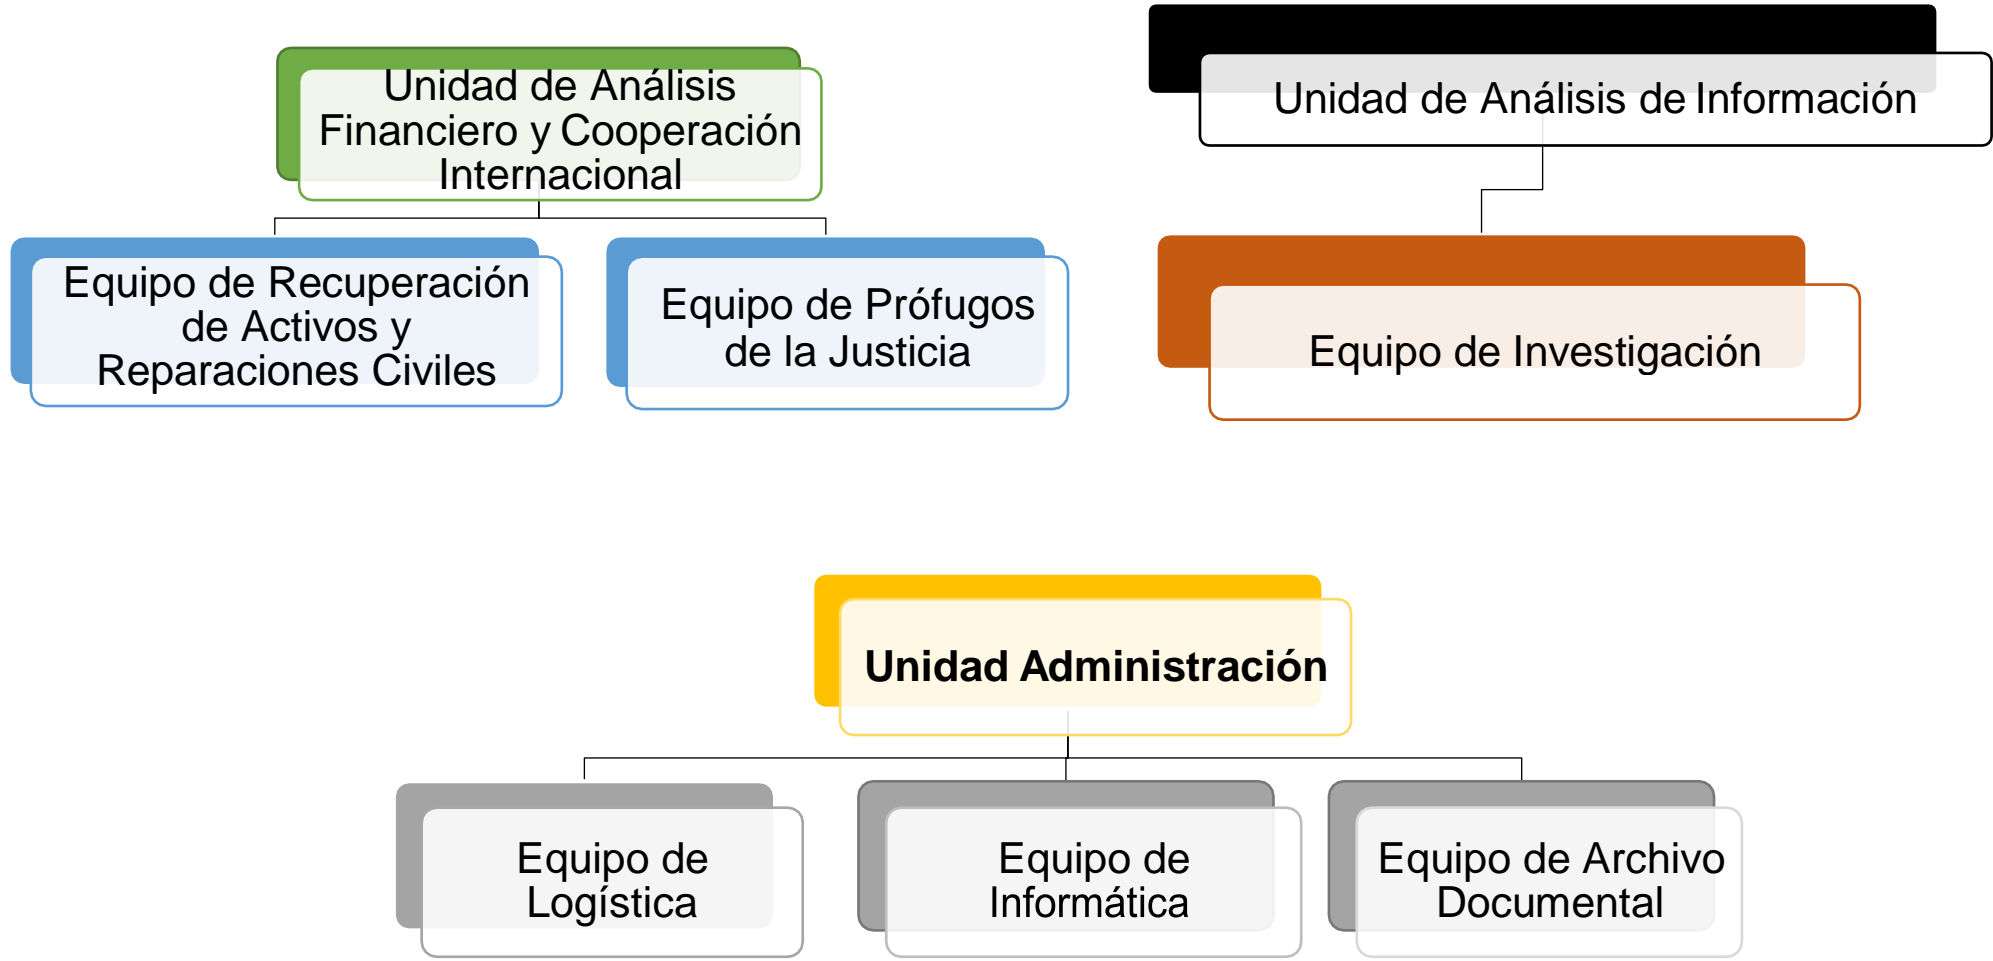 Unidad de Análisis
Financiero y Cooperación
Internacional
Unidad de Análisis de Información
Equipo de Recuperación
de Activos y
Reparaciones Civiles
Equipo de Prófugos
de la Justicia
Equipo de Investigación
Unidad Administración
Equipo de
Logística
Equipo de
Informática
Equipo de Archivo
Documental